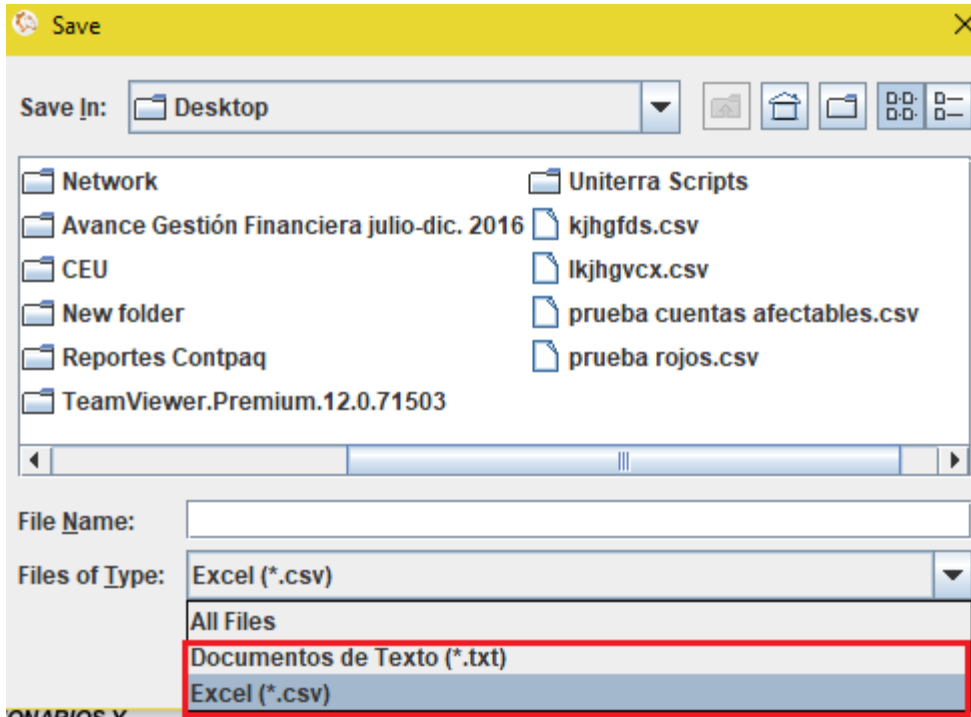 Save
Save In: Desktop
Network
Avance Gestión Financiera julio-dic. 2016
CEU
New folder
Reportes Contpaq
TeamViewer.Premium.12.0.71503
Uniterra Scripts
kjhgfds.csv
lkjhgvcx.csv
prueba cuentas afectables.csv
prueba rojos.csv
File Name:
Files of Type: Excel (*.csv)
All Files
Documentos de Texto (*.txt)
Excel (*.csv)